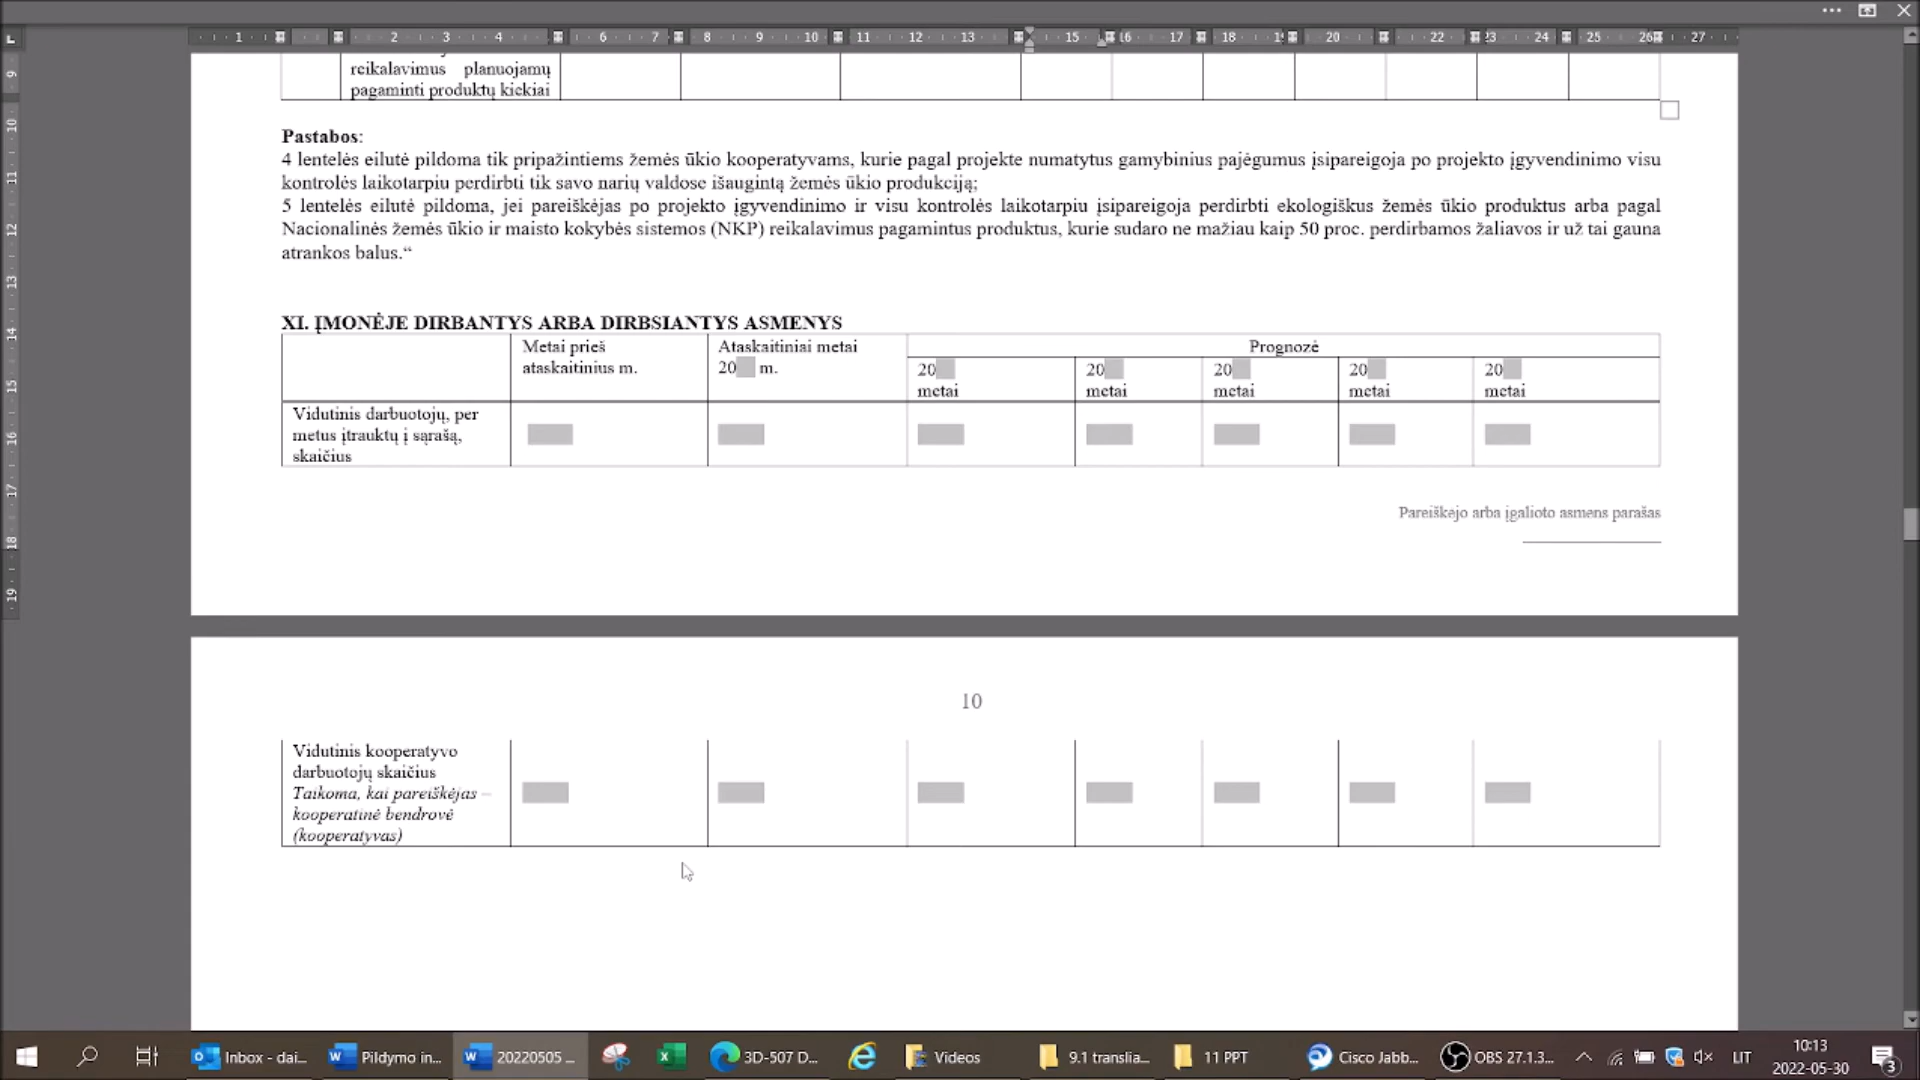 reikalavimus planuojamų
pagaminti produktų kiekiai
Pastabos:
4 lentelės eilutė pildoma tik pripažintiems žemės ūkio kooperatyvams, kurie pagal projekte numatytus gamybinius pajėgumus įsipareigoja po projekto įgyvendinimo visu
kontrolės laikotarpiu perdirbti tik savo narių valdose išaugintą žemės ūkio produkciją;
5 lentelės eilutė pildoma, jei pareiškėjas po projekto įgyvendinimo ir visu kontrolės laikotarpiu įsipareigoja perdirbti ekologiškus žemės ūkio produktus arba pagal
Nacionalinės žemės ūkio ir maisto kokybės sistemos (NKP) reikalavimus pagamintus produktus, kurie sudaro ne mažiau kaip 50 proc. perdirbamos žaliavos ir už tai gauna
atrankos balus.“
XI. ĮMONĖJE DIRBANTYS ARBA DIRBSIANTYS ASMENYS
Metai prieš
ataskaitinius m.
Ataskaitiniai metai
20 m.
Prognozė
20 metai
20 metai
20 metai
20 metai
20 metai
Vidutinis darbuotojų, per
metus įtrauktų į sąrašą,
skaičius
Pareiškėjo arba įgalioto asmens parašas
10
Vidutinis kooperatyvo
darbuotojų skaičius
Taikoma, kai pareiškėjas –
kooperatinė bendrovė
(kooperatyvas)
Inbox - dai...
Pildymo in...
20220505 ...
3D-507 D...
Videos
9.1 translia...
11 PPT
Cisco Jabb...
OBS 27.1.3...
LIT
10:13
2022-05-30
3